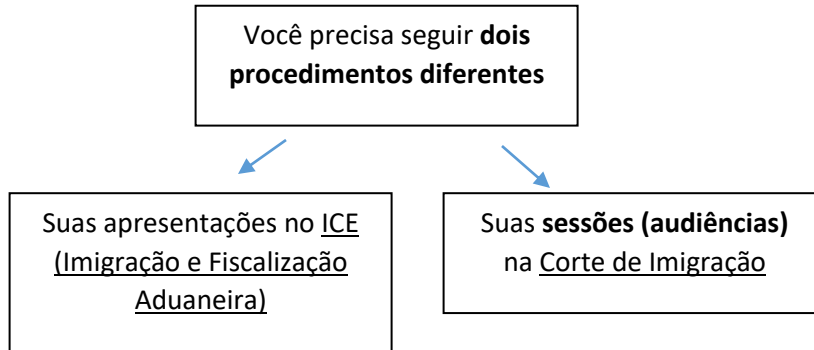 Você precisa seguir dois
procedimentos diferentes
Suas apresentações no ICE
(Imigração e Fiscalização
Aduaneira)
Suas sessões (audiências)
na Corte de Imigração